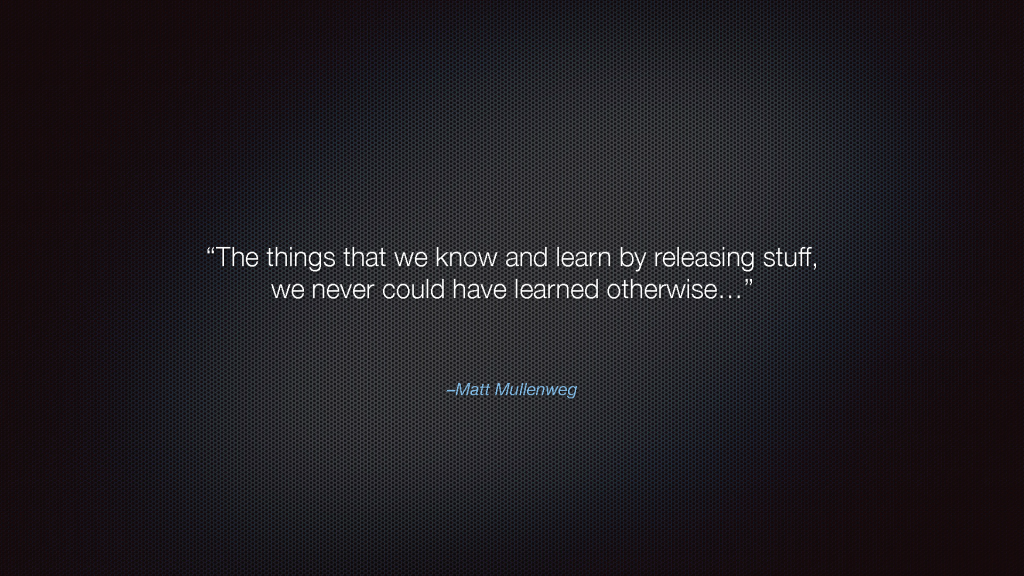 “The things that we know and learn by releasing stuff,
we never could have learned otherwise…”
–Matt Mullenweg